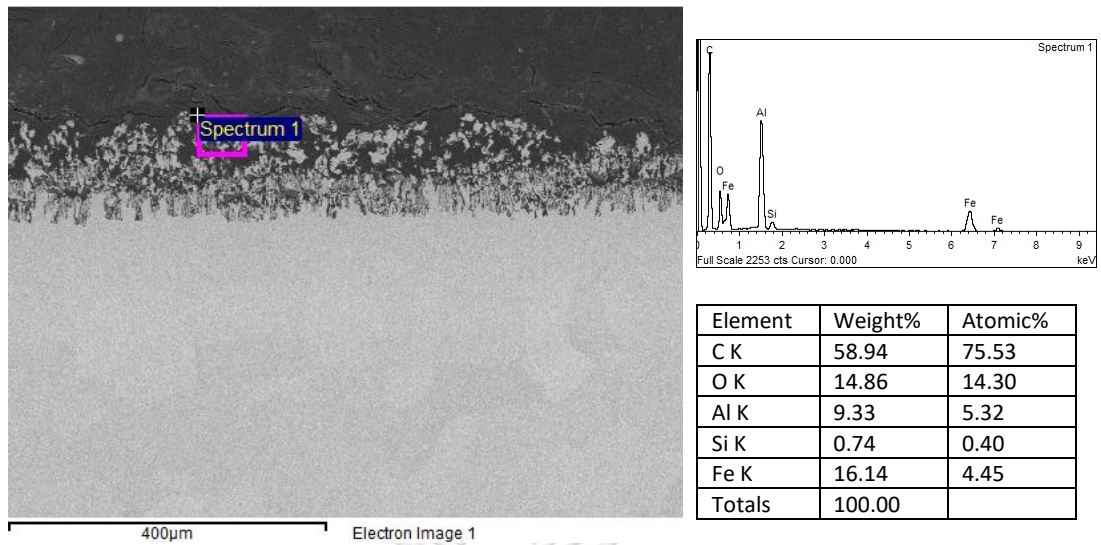 Spectrum 1
400µm
Electron Image 1
Spectrum 1
C
O
Fe
Al
Si
Fe
Fe
1 2 3 4 5 6 7 8 9
Full Scale 2253 cts Cursor: 0.000
keV
Element Weight% Atomic%
C K 58.94 75.53
O K 14.86 14.30
Al K 9.33 5.32
Si K 0.74 0.40
Fe K 16.14 4.45
Totals 100.00